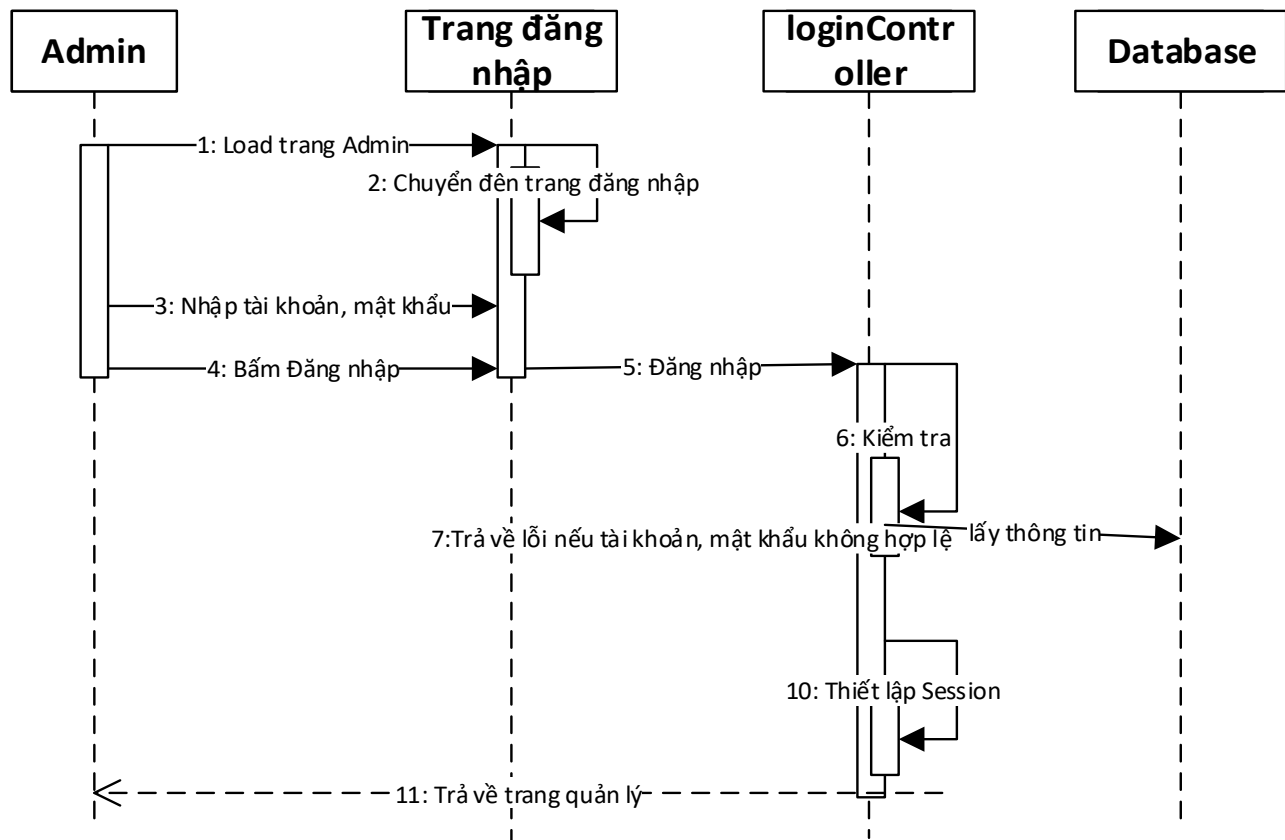 Admin
Trang đăng
nhập
loginContr
oller
Database
1: Load trang Admin
2: Chuyển đên trang đăng nhập
3: Nhập tài khoản, mật khẩu
4: Bấm Đăng nhập
5: Đăng nhập
6: Kiểm tra
7:Trả về lỗi nếu tài khoản, mật khẩu không hợp lệ
lấy thông tin
10: Thiết lập Session
11: Trả về trang quản lý